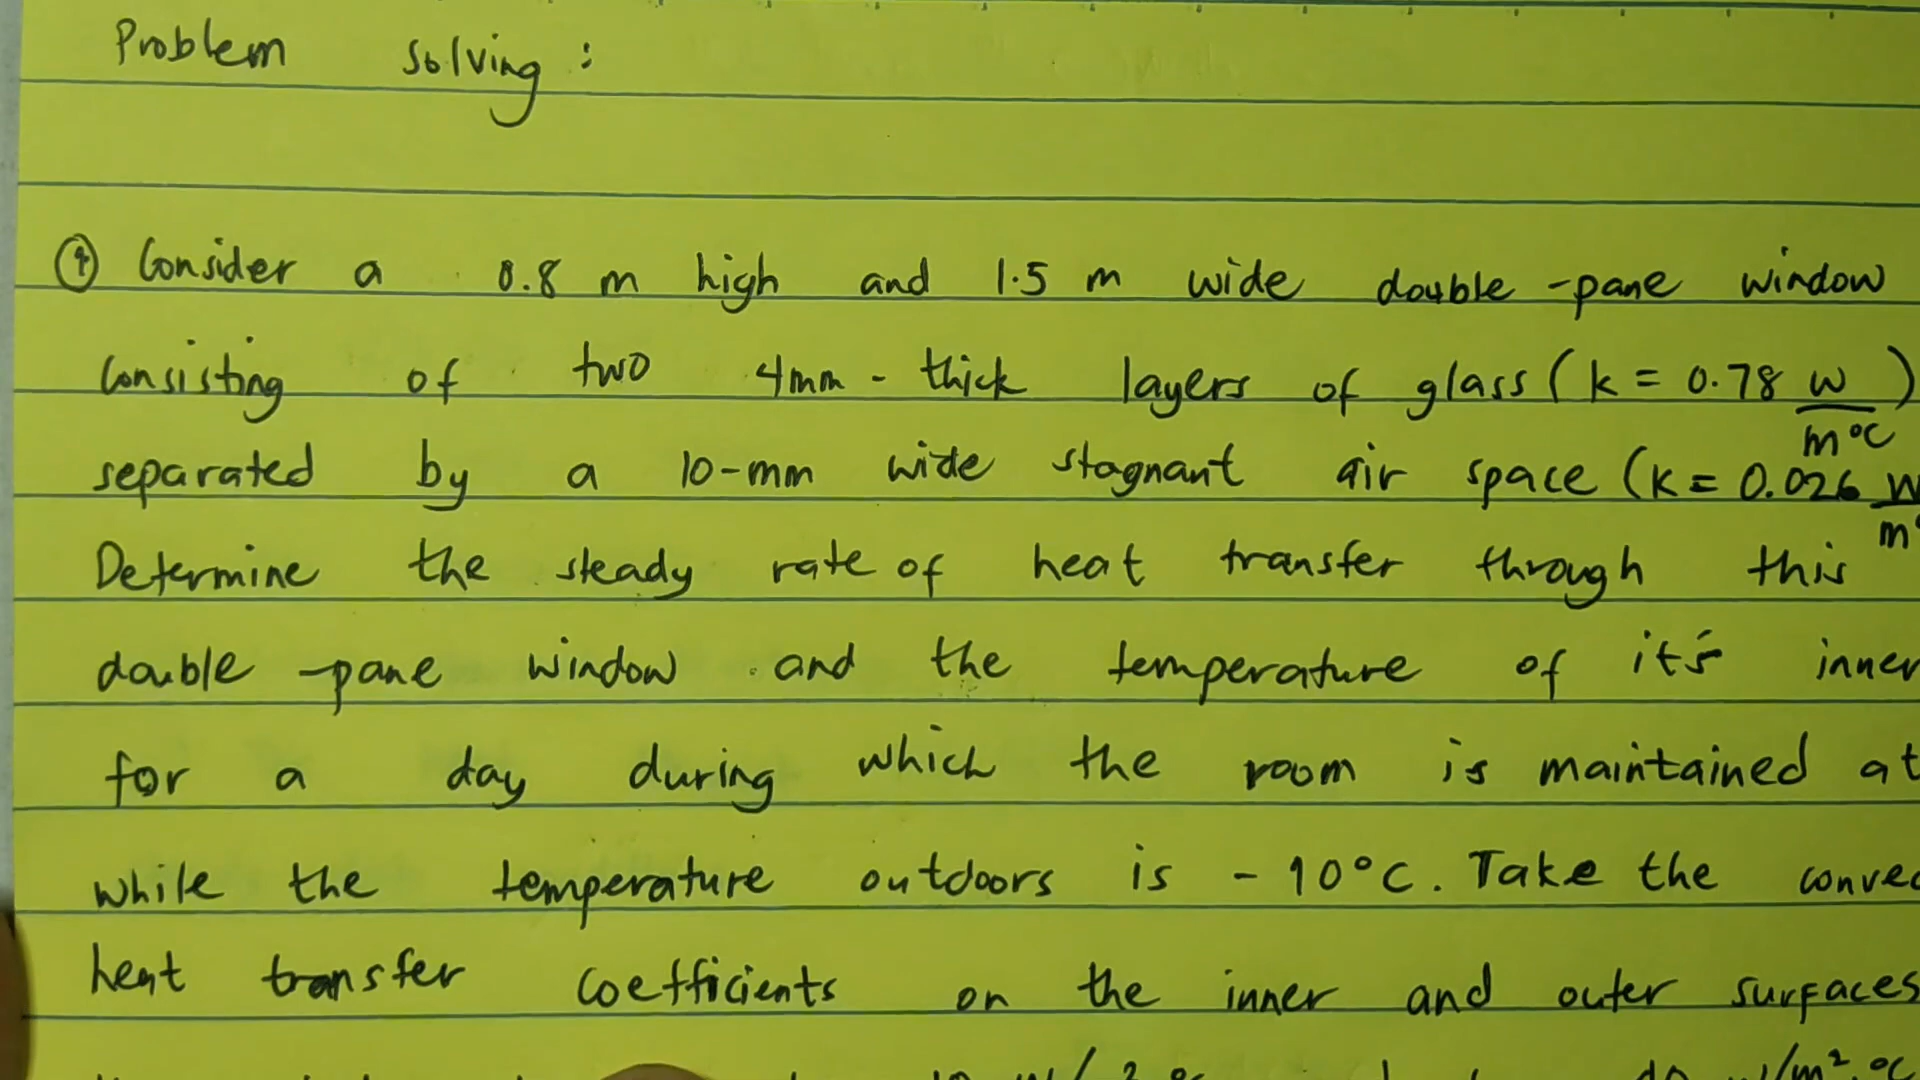 Problem solving:
① Consider a 0.8 m high and 1.5 m wide double-pane window
consisting of two 4mm-thick layers of glass (k = 0.78 W/m°C)
separated by a 10-mm wide stagnant air space (k = 0.026 W/m°
Determine the steady rate of heat transfer through this
double-pane window and the temperature of it's inner
for a day during which the room is maintained at
while the temperature outdoors is -10°C. Take the convec
heat transfer coefficients on the inner and outer surfaces
W/m².°C